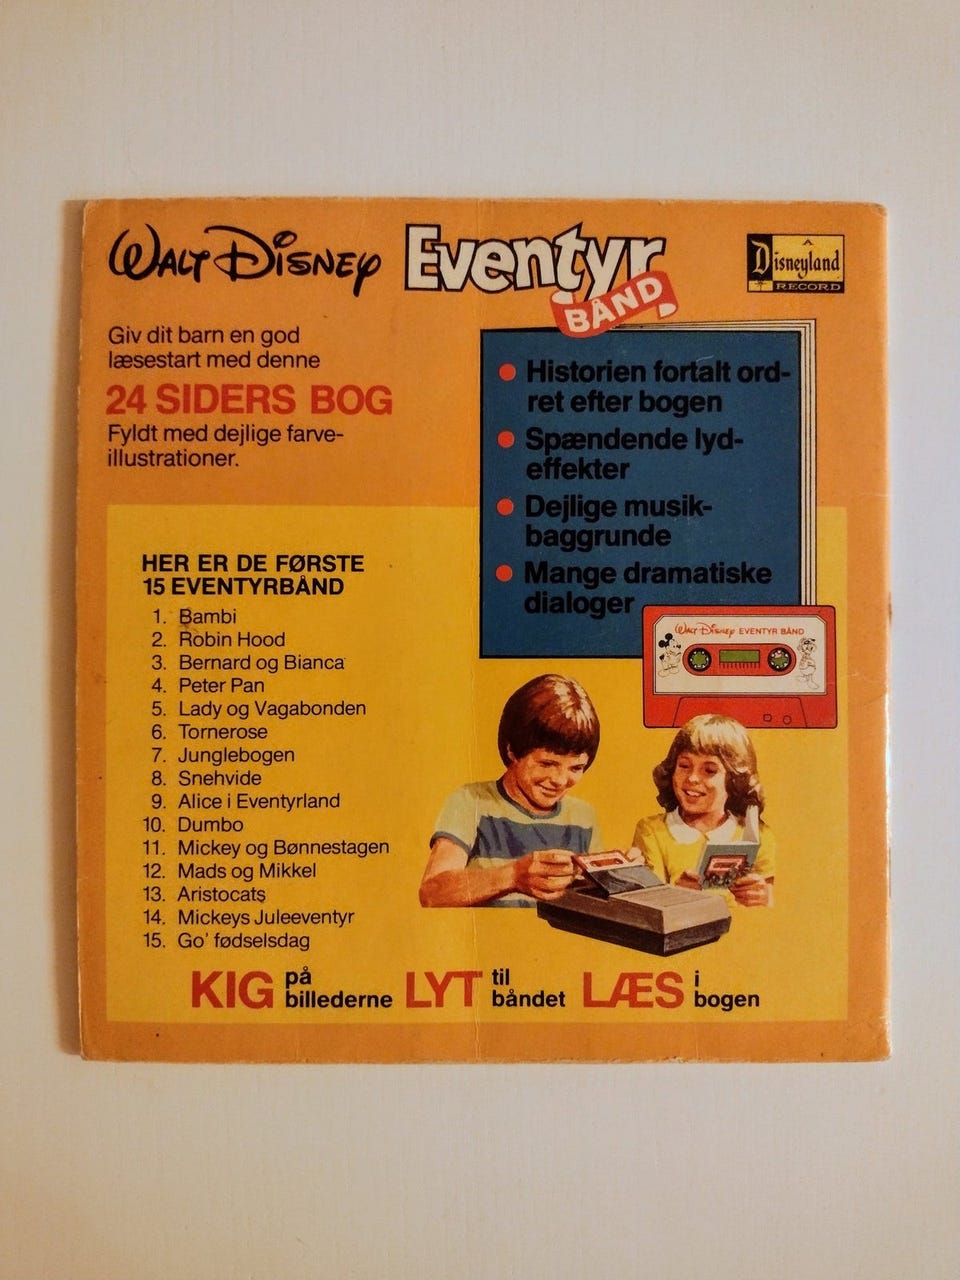 WALT DISNEY Eventyr
BÅND
Disneyland
RECORD
Giv dit barn en god
læsestart med denne
24 SIDERS BOG
Fyldt med dejlige farve-
illustrationer.
Historien fortalt ord-
ret efter bogen
Spændende lyd-
effekter
Dejlige musik-
baggrunde
Mange dramatiske
dialoger
WALT DISNEY EVENTYR BÅND
HER ER DE FØRSTE
15 EVENTYRBÅND
1. Bambi
2. Robin Hood
3. Bernard og Bianca
4. Peter Pan
5. Lady og Vagabonden
6. Tornerose
7. Junglebogen
8. Snehvide
9. Alice i Eventyrland
10. Dumbo
11. Mickey og Bønnestagen
12. Mads og Mikkel
13. Aristocats
14. Mickeys Juleeventyr
15. Go' fødselsdag
KIG på billederne LYT til båndet LÆS i bogen